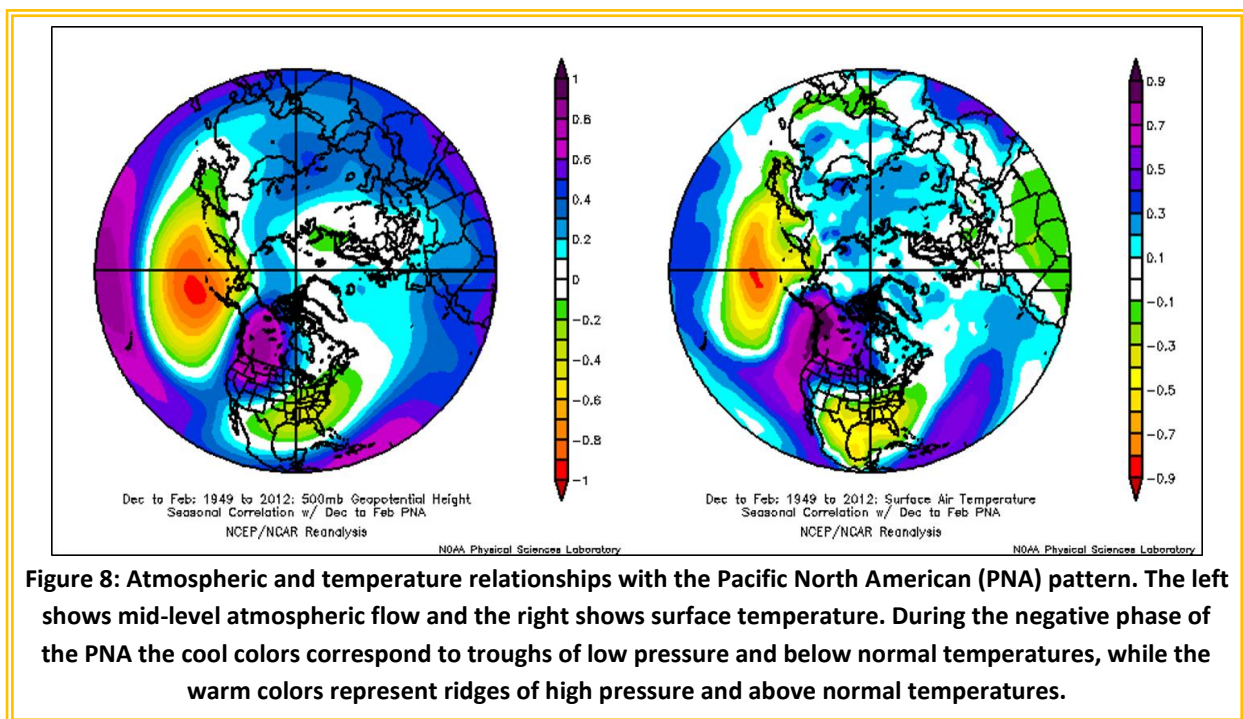 1
0.8
0.6
0.4
0.2
0
-0.2
-0.4
-0.6
-0.8
-1
Dec to Feb: 1949 to 2012: 500mb Geopotential Height
Seasonal Correlation w/ Dec to Feb PNA
NCEP/NCAR Reanalysis
NOAA Physical Sciences Laboratory
0.9
0.7
0.5
0.3
0.1
-0.1
-0.3
-0.5
-0.7
-0.9
Dec to Feb: 1949 to 2012: Surface Air Temperature
Seasonal Correlation w/ Dec to Feb PNA
NCEP/NCAR Reanalysis
NOAA Physical Sciences Laboratory
Figure 8: Atmospheric and temperature relationships with the Pacific North American (PNA) pattern. The left
shows mid-level atmospheric flow and the right shows surface temperature. During the negative phase of
the PNA the cool colors correspond to troughs of low pressure and below normal temperatures, while the
warm colors represent ridges of high pressure and above normal temperatures.